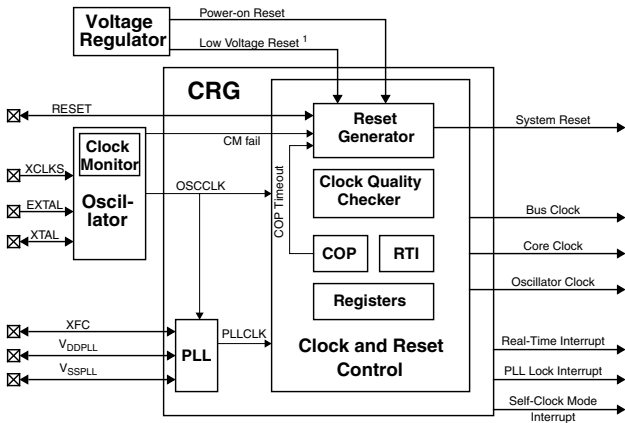 Voltage
Regulator
Power-on Reset
Low Voltage Reset 1
CRG
RESET
Reset
Generator
System Reset
Clock
Monitor
CM fail
XCLKS
Oscil-
lator
OSCCLK
COP Timeout
Clock Quality
Checker
EXTAL
Bus Clock
XTAL
COP
RTI
Core Clock
Registers
Oscillator Clock
XFC
VDDPLL
VSSPLL
PLL
PLLCLK
Clock and Reset
Control
Real-Time Interrupt
PLL Lock Interrupt
Self-Clock Mode
Interrupt